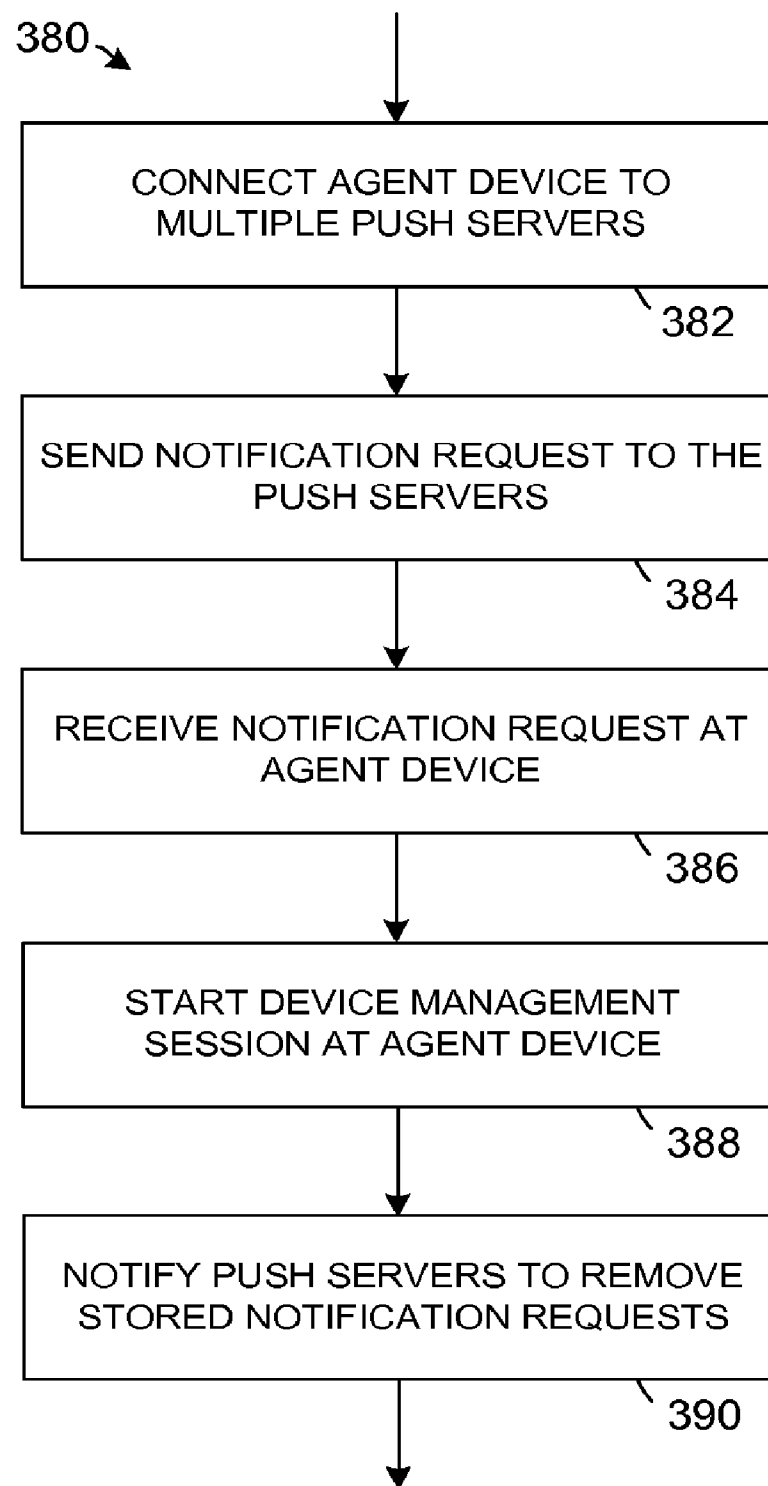 380
CONNECT AGENT DEVICE TO
MULTIPLE PUSH SERVERS
382
SEND NOTIFICATION REQUEST TO THE
PUSH SERVERS
384
RECEIVE NOTIFICATION REQUEST AT
AGENT DEVICE
386
START DEVICE MANAGEMENT
SESSION AT AGENT DEVICE
388
NOTIFY PUSH SERVERS TO REMOVE
STORED NOTIFICATION REQUESTS
390